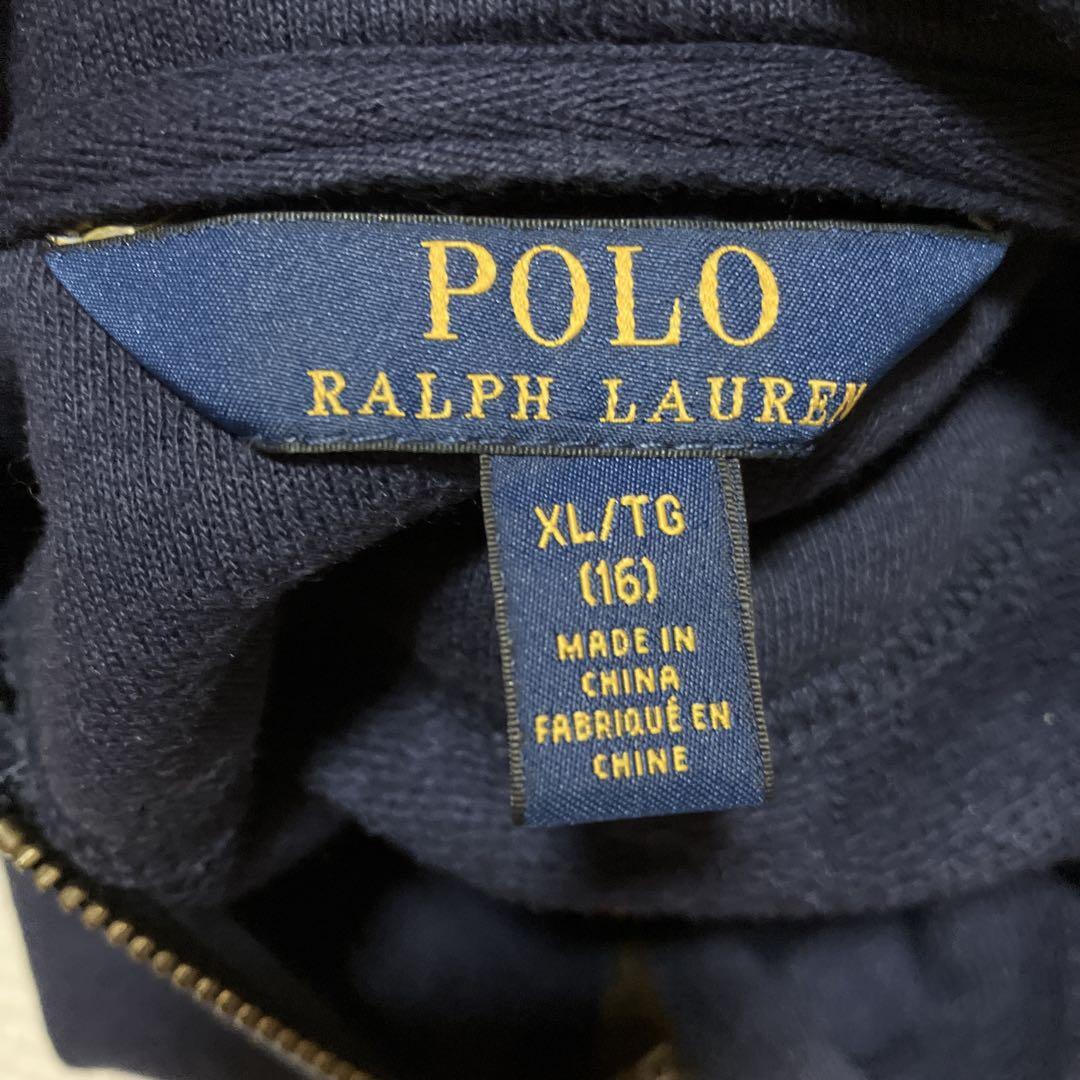 POLO
RALPH LAUREN
XL/TG
(16)
MADE IN
CHINA
FABRIQUÉ EN
CHINE